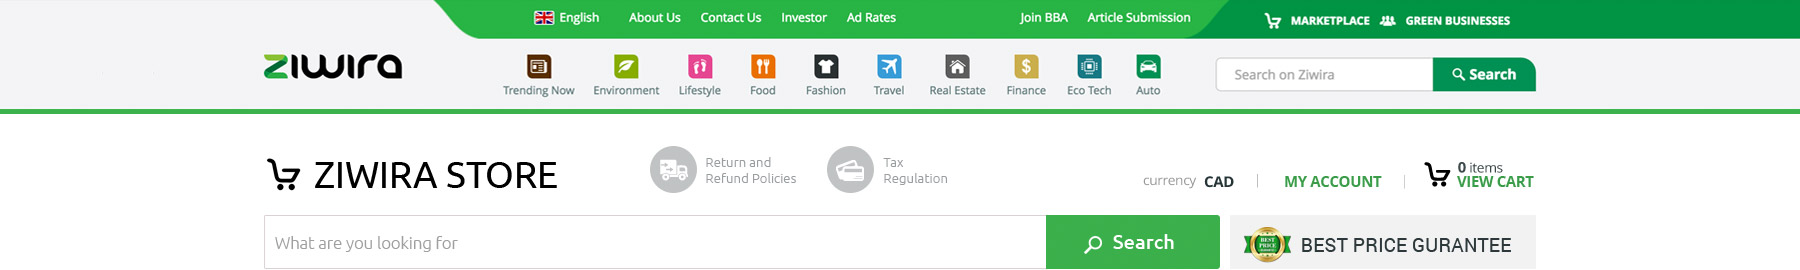 English About Us Contact Us Investor Ad Rates Join BBA Article Submission MARKETPLACE GREEN BUSINESSES
ZIWIRA
Trending Now Environment Lifestyle Food Fashion Travel Real Estate Finance Eco Tech Auto
Search on Ziwira Search
ZIWIRA STORE
Return and
Refund Policies
Tax
Regulation
currency CAD MY ACCOUNT
0 items
VIEW CART
What are you looking for Search
BEST PRICE
BEST PRICE GURANTEE